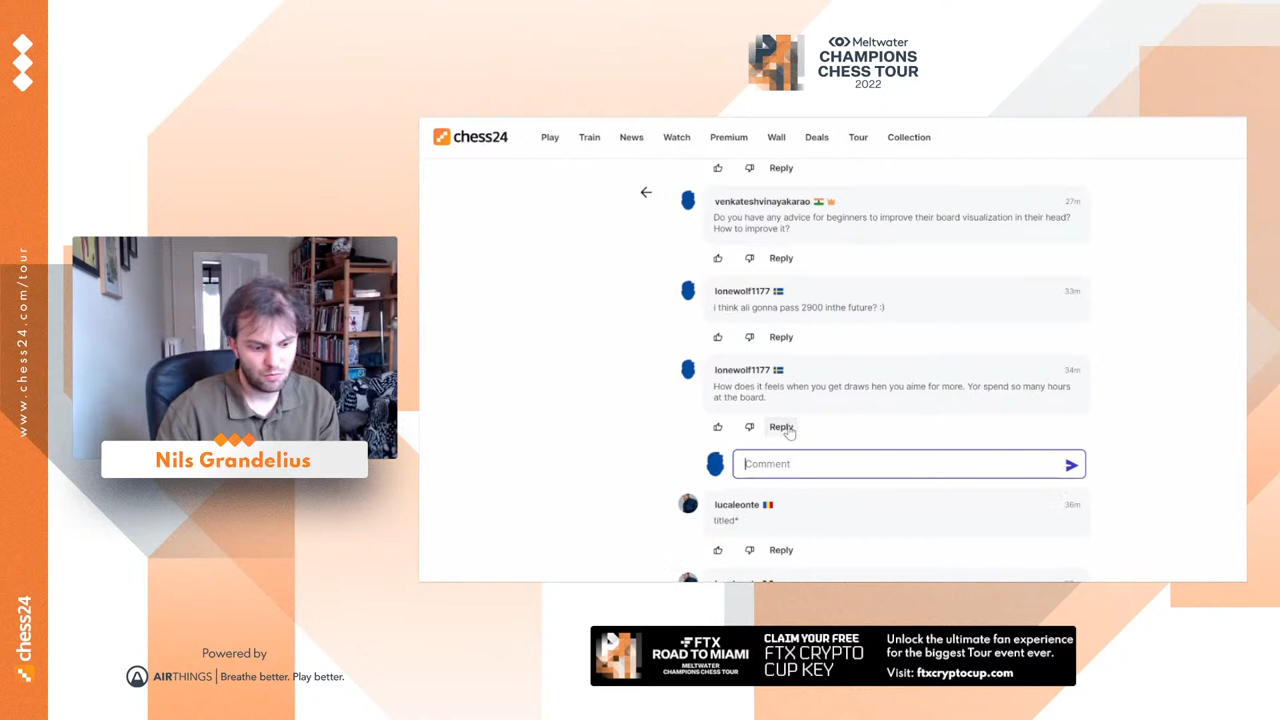 Meltwater
CHAMPIONS
CHESS TOUR
2022
www.chess24.com/tour
chess24
chess24
Play Train News Watch Premium Wall Deals Tour Collection
Reply
venkateshvinayakarao 27m
Do you have any advice for beginners to improve their board visualization in their head?
How to improve it?
Reply
lonewolf1177 33m
i think ali gonna pass 2900 inthe future? :)
Reply
lonewolf1177 34m
How does it feels when you get draws hen you aime for more. Yor spend so many hours
at the board.
Reply
Comment
lucaleonte 36m
titled*
Reply
Nils Grandelius
Powered by
AIRTHINGS Breathe better. Play better.
FTX
ROAD TO MIAMI
MELTWATER
CHAMPIONS CHESS TOUR
CLAIM YOUR FREE
FTX CRYPTO
CUP KEY
Unlock the ultimate fan experience
for the biggest Tour event ever.
Visit: ftxcryptocup.com